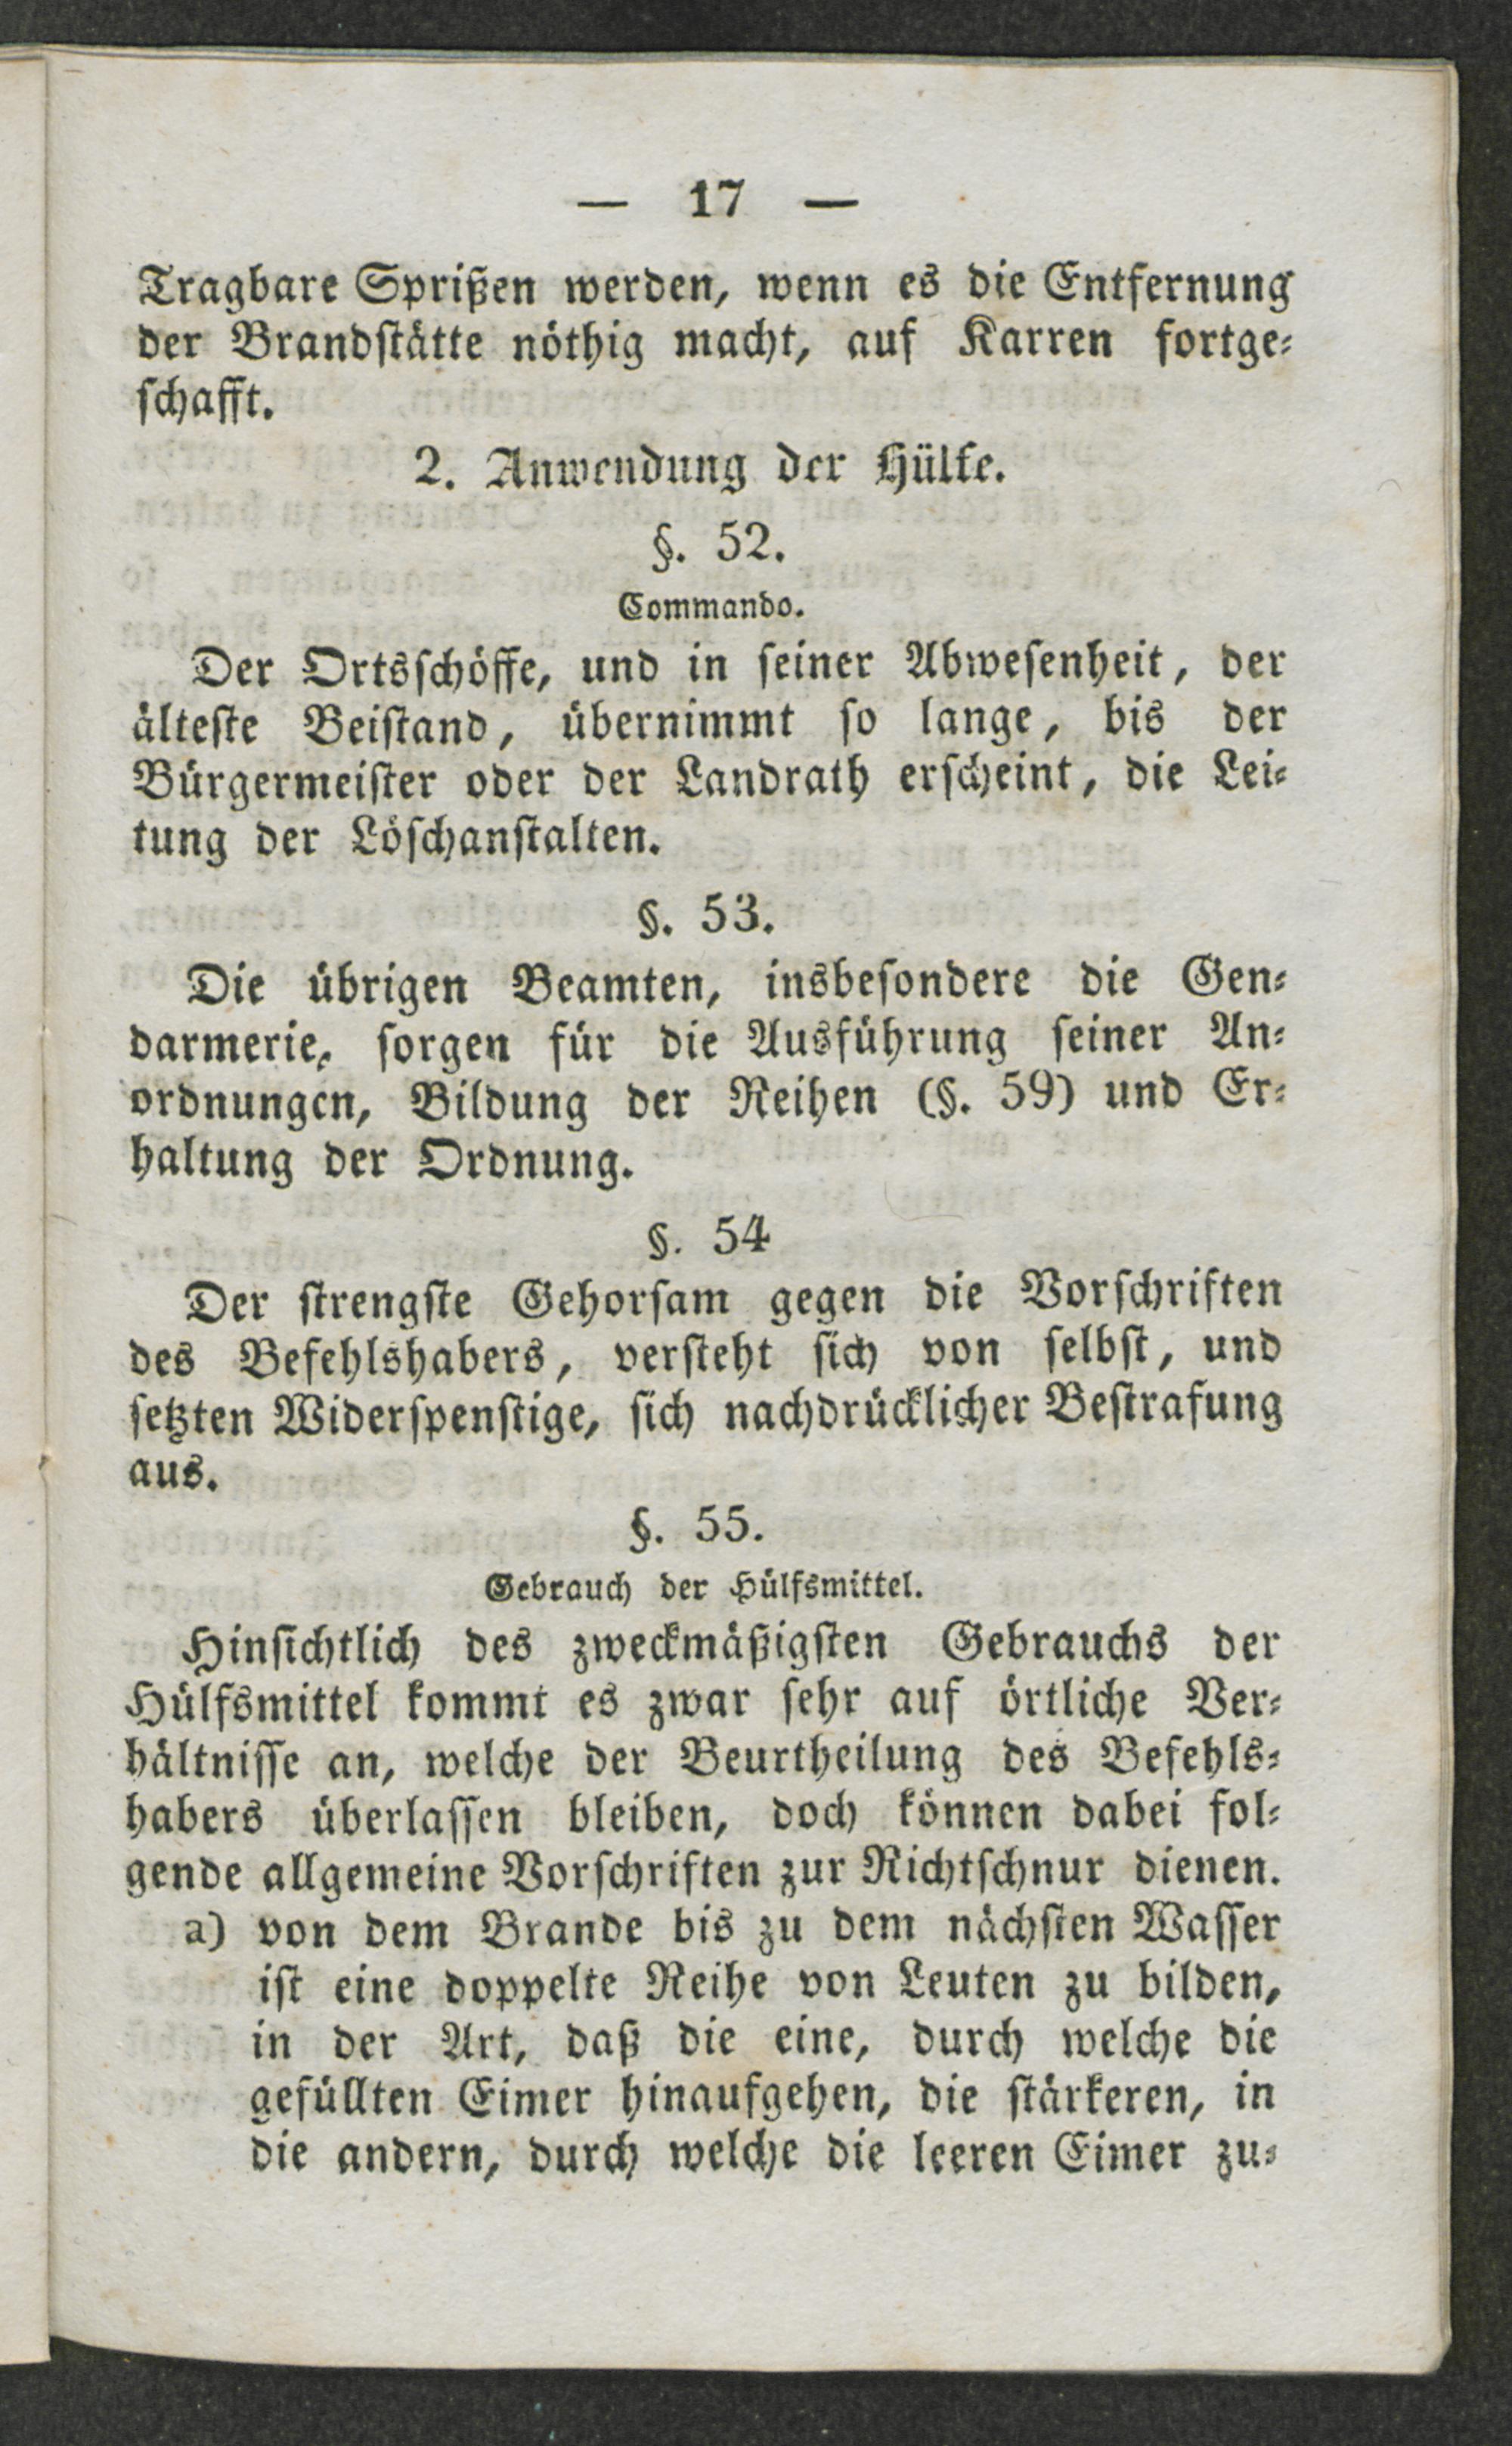 — 17 —
Tragbare Sprißen werden, wenn es die Entfernung
der Brandſtätte nöthig macht, auf Karren fortge⸗
ſchafft.
2. Anwendung der Hülfe.
§. 52.
Commando.
Der Ortsſchöffe, und in ſeiner Abweſenheit, der
älteſte Beiſtand, übernimmt ſo lange, bis der
Bürgermeiſter oder der Landrath erſcheint, die Lei⸗
tung der Löſchanſtalten.
§. 53.
Die übrigen Beamten, insbeſondere die Gen⸗
darmerie, ſorgen für die Ausführung ſeiner An⸗
ordnungen, Bildung der Reihen (§. 59) und Er⸗
haltung der Ordnung.
§. 54
Der ſtrengſte Gehorſam gegen die Vorſchriften
des Befehlshabers, verſteht ſich von ſelbſt, und
ſetzten Widerſpenſtige, ſich nachdrücklicher Beſtrafung
aus.
§. 55.
Gebrauch der Hülfsmittel.
Hinſichtlich des zweckmäßigſten Gebrauchs der
Hülfsmittel kommt es zwar ſehr auf örtliche Ver⸗
hältniſſe an, welche der Beurtheilung des Befehls⸗
habers überlaſſen bleiben, doch können dabei fol⸗
gende allgemeine Vorſchriften zur Richtſchnur dienen.
a) von dem Brande bis zu dem nächſten Waſſer
iſt eine doppelte Reihe von Leuten zu bilden,
in der Art, daß die eine, durch welche die
gefüllten Eimer hinaufgehen, die ſtärkeren, in
die andern, durch welche die leeren Eimer zu⸗